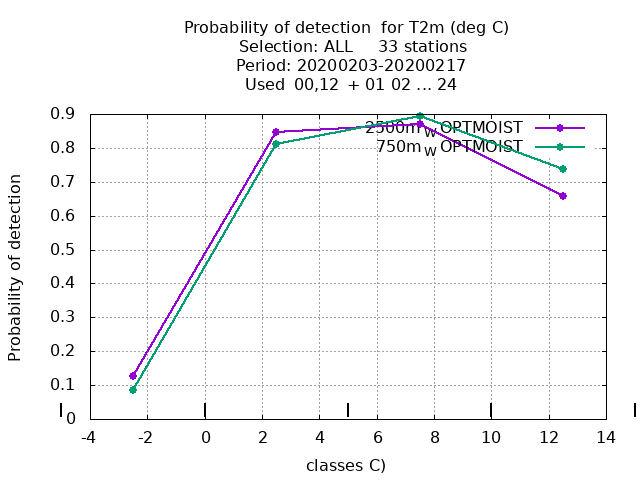 Probability of detection for T2m (deg C)
Selection: ALL 33 stations
Period: 20200203-20200217
Used 00,12 + 01 02 ... 24
Probability of detection
0.9
0.8
0.7
0.6
0.5
0.4
0.3
0.2
0.1
0
2500m W OPTMOIST
750m W OPTMOIST
-4 -2 0 2 4 6 8 10 12 14
classes C)